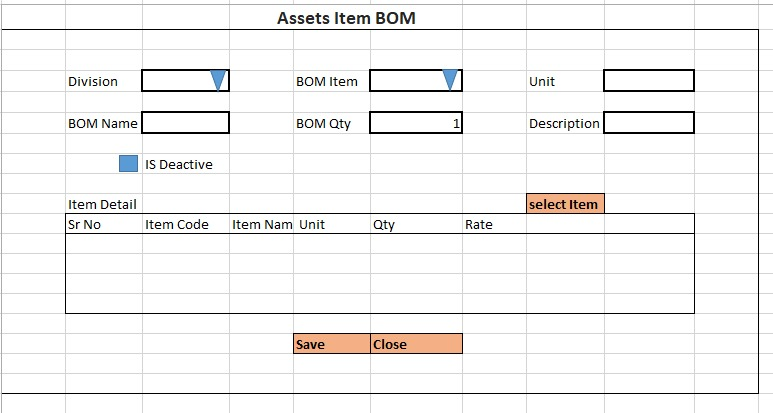 Assets Item BOM
Division BOM Item Unit
BOM Name BOM Qty 1 Description
IS Deactive
Item Detail select Item
Sr No Item Code Item Nam Unit Qty Rate
Save Close